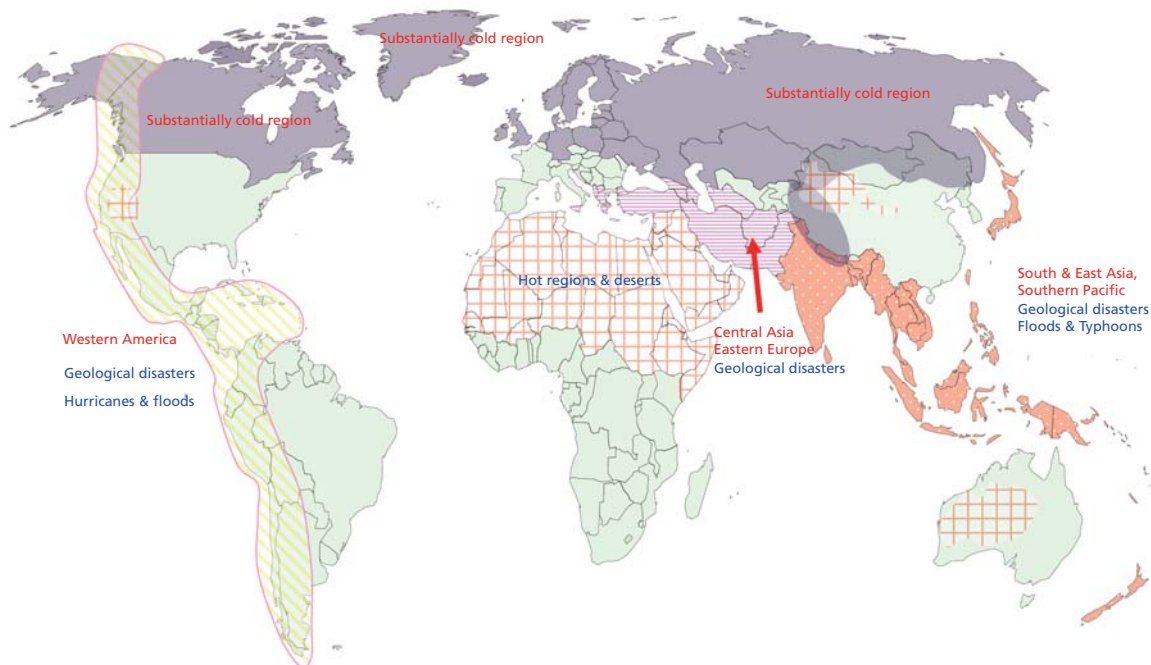 Substantially cold region
Substantially cold region
Substantially cold region
Hot regions & deserts
South & East Asia,
Southern Pacific
Geological disasters
Floods & Typhoons
Western America
Geological disasters
Hurricanes & floods
Central Asia
Eastern Europe
Geological disasters